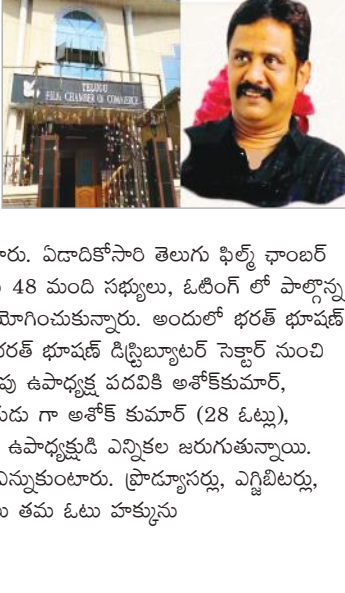 TELUGU
FILM CHAMBER OF COMMERCE
రు. ఏడాదికోసారి తెలుగు ఫిల్మ్ ఛాంబర్
48 మంది సభ్యులు, ఓటింగ్ లో పాల్గొన్న
యోగించుకున్నారు. అందులో భరత్ భూషణ్
భరత్ భూషణ్ డిస్ట్రిబ్యూటర్ సెక్టార్ నుంచి
పు ఉపాధ్యక్ష పదవికి అశోక్‌కుమార్,
డు గా అశోక్ కుమార్ (28 ఓట్లు),
ఉపాధ్యక్షుడి ఎన్నికల జరుగుతున్నాయి.
ఎన్నుకుంటారు. ప్రొడ్యూసర్లు, ఎగ్జిబిటర్లు,
తమ ఓటు హక్కును